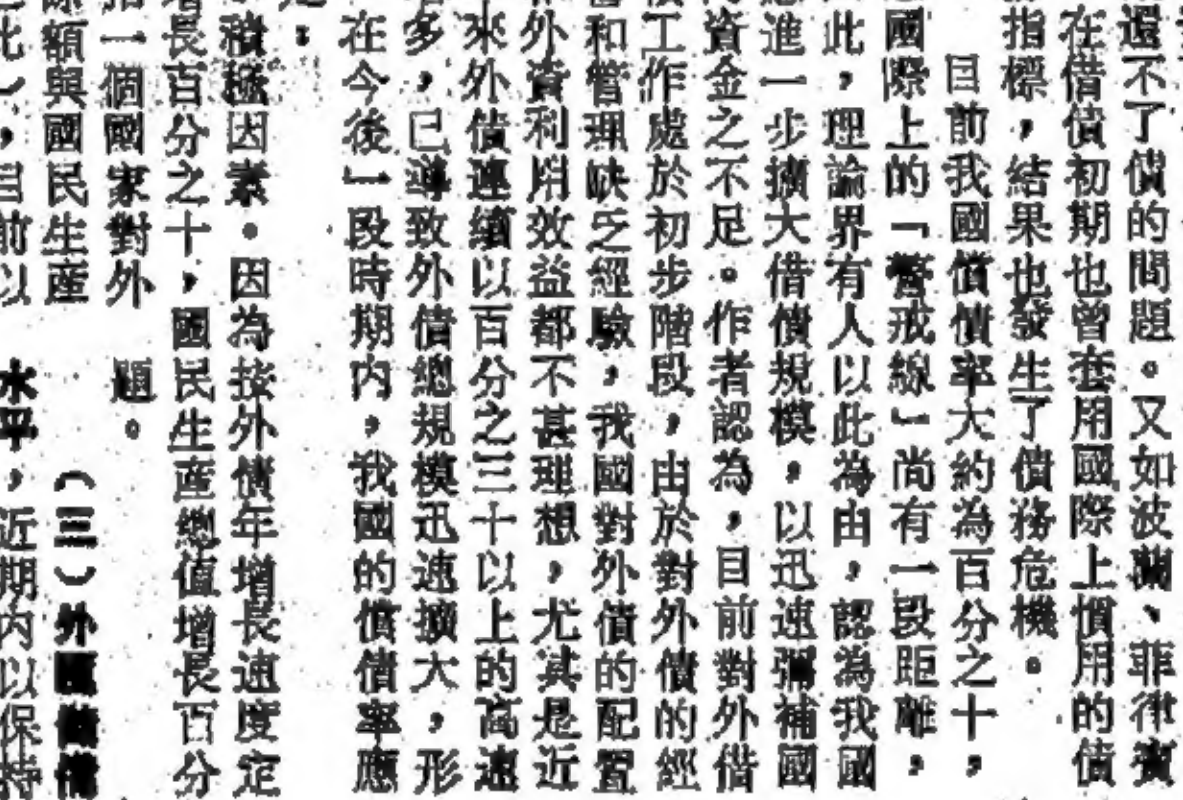 還不了債的問題。又如波蘭、菲律賓
在借債初期也曾套用國際上慣用的債
指標，結果也發生了債務危機。
目前我國償債率大約為百分之十，
國際上的「警戒線」尚有一段距離，
此，理論界有人以此為由，認為我國
進一步擴大借債規模，以迅速彌補國
資金之不足。作者認為，目前對外借
工作處於初步階段，由於對外債的經
和管理缺乏經驗，我國對外債的配置
外資利用效益都不甚理想，尤其是近
來外債連續以百分之三十以上的高速
多，已導致外債總規模迅速擴大，形
在今後一段時期内，我國的償債率應
積極因素。因為按外債年增長速度定
長百分之十，國民生產總值增長百分
一個國家對外
題。
額與國民生產
（三）外匯儲備
比，目前以
水平，近期内以保持